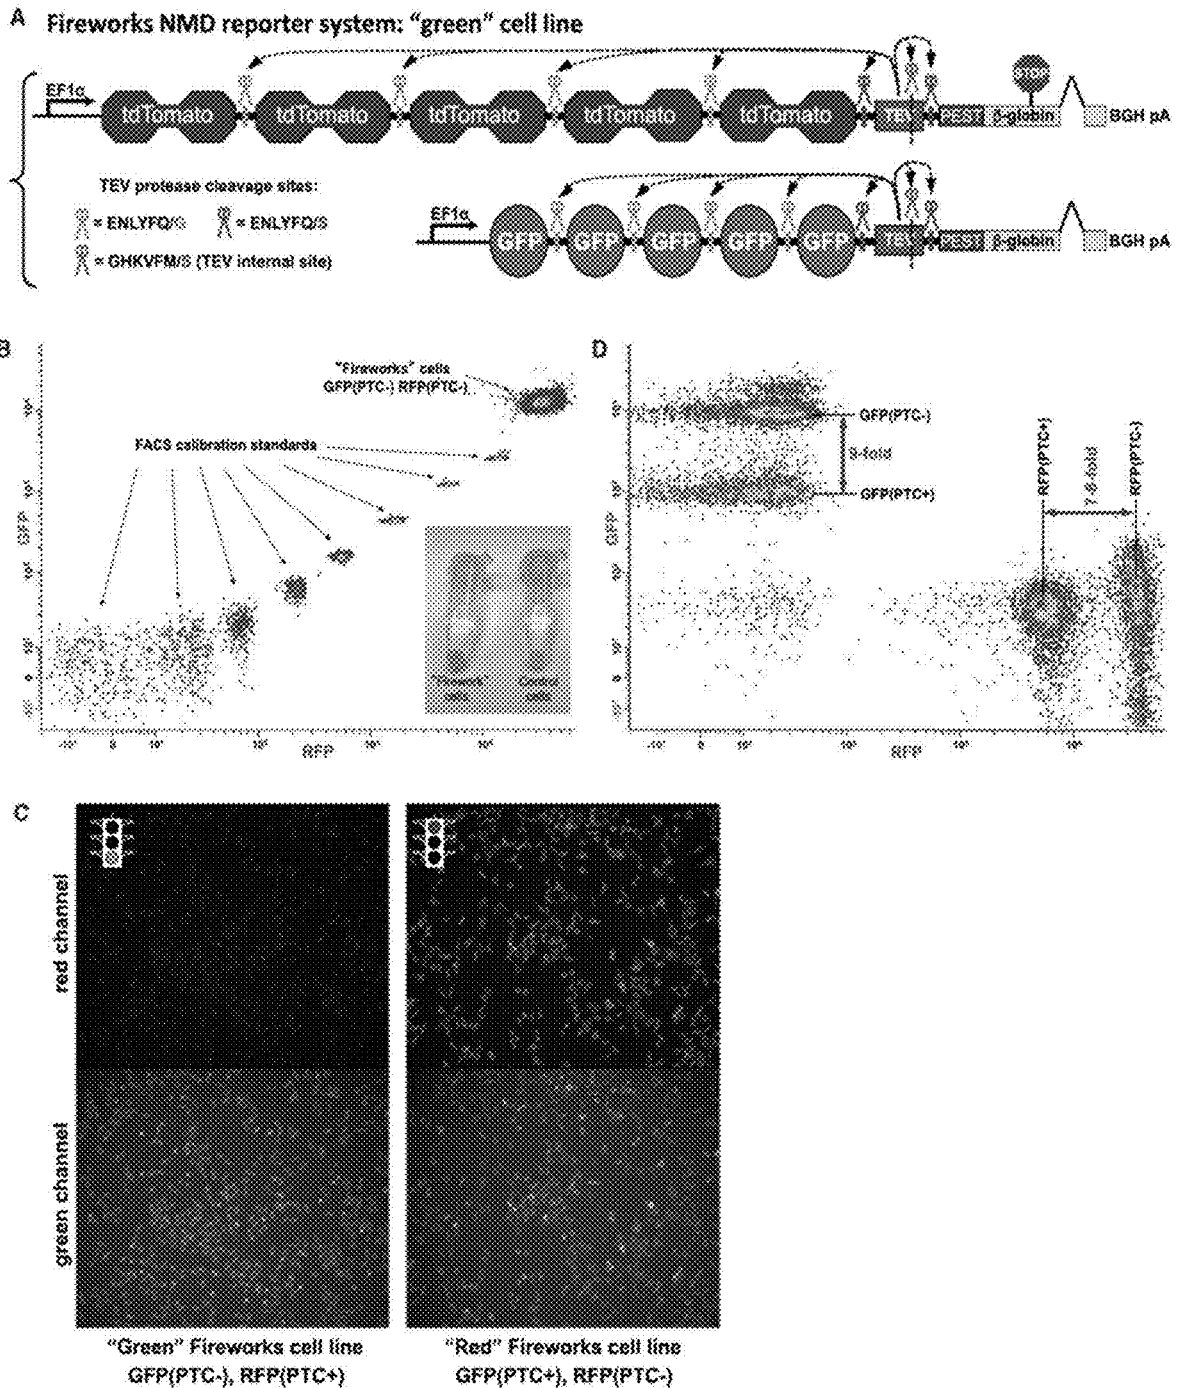 A Fireworks NMD reporter system: “green” cell line
EF1α
tdTomato tdTomato tdTomato tdTomato tdTomato TEV PEST β-globin BGH pA
STOP
TEV protease cleavage sites:
= ENLYFQ/G = ENLYFQ/S
= GHKVFM/S (TEV internal site)
EF1α
GFP GFP GFP GFP GFP TEV PEST β-globin BGH pA
B
"Fireworks" cells
GFP(PTC-) RFP(PTC-)
FACS calibration standards
GFP
RFP
D
GFP(PTC-)
9-fold
GFP(PTC+)
RFP(PTC+)
RFP(PTC-)
GFP
RFP
C
red channel
green channel
"Green" Fireworks cell line
GFP(PTC-), RFP(PTC+)
"Red" Fireworks cell line
GFP(PTC+), RFP(PTC-)